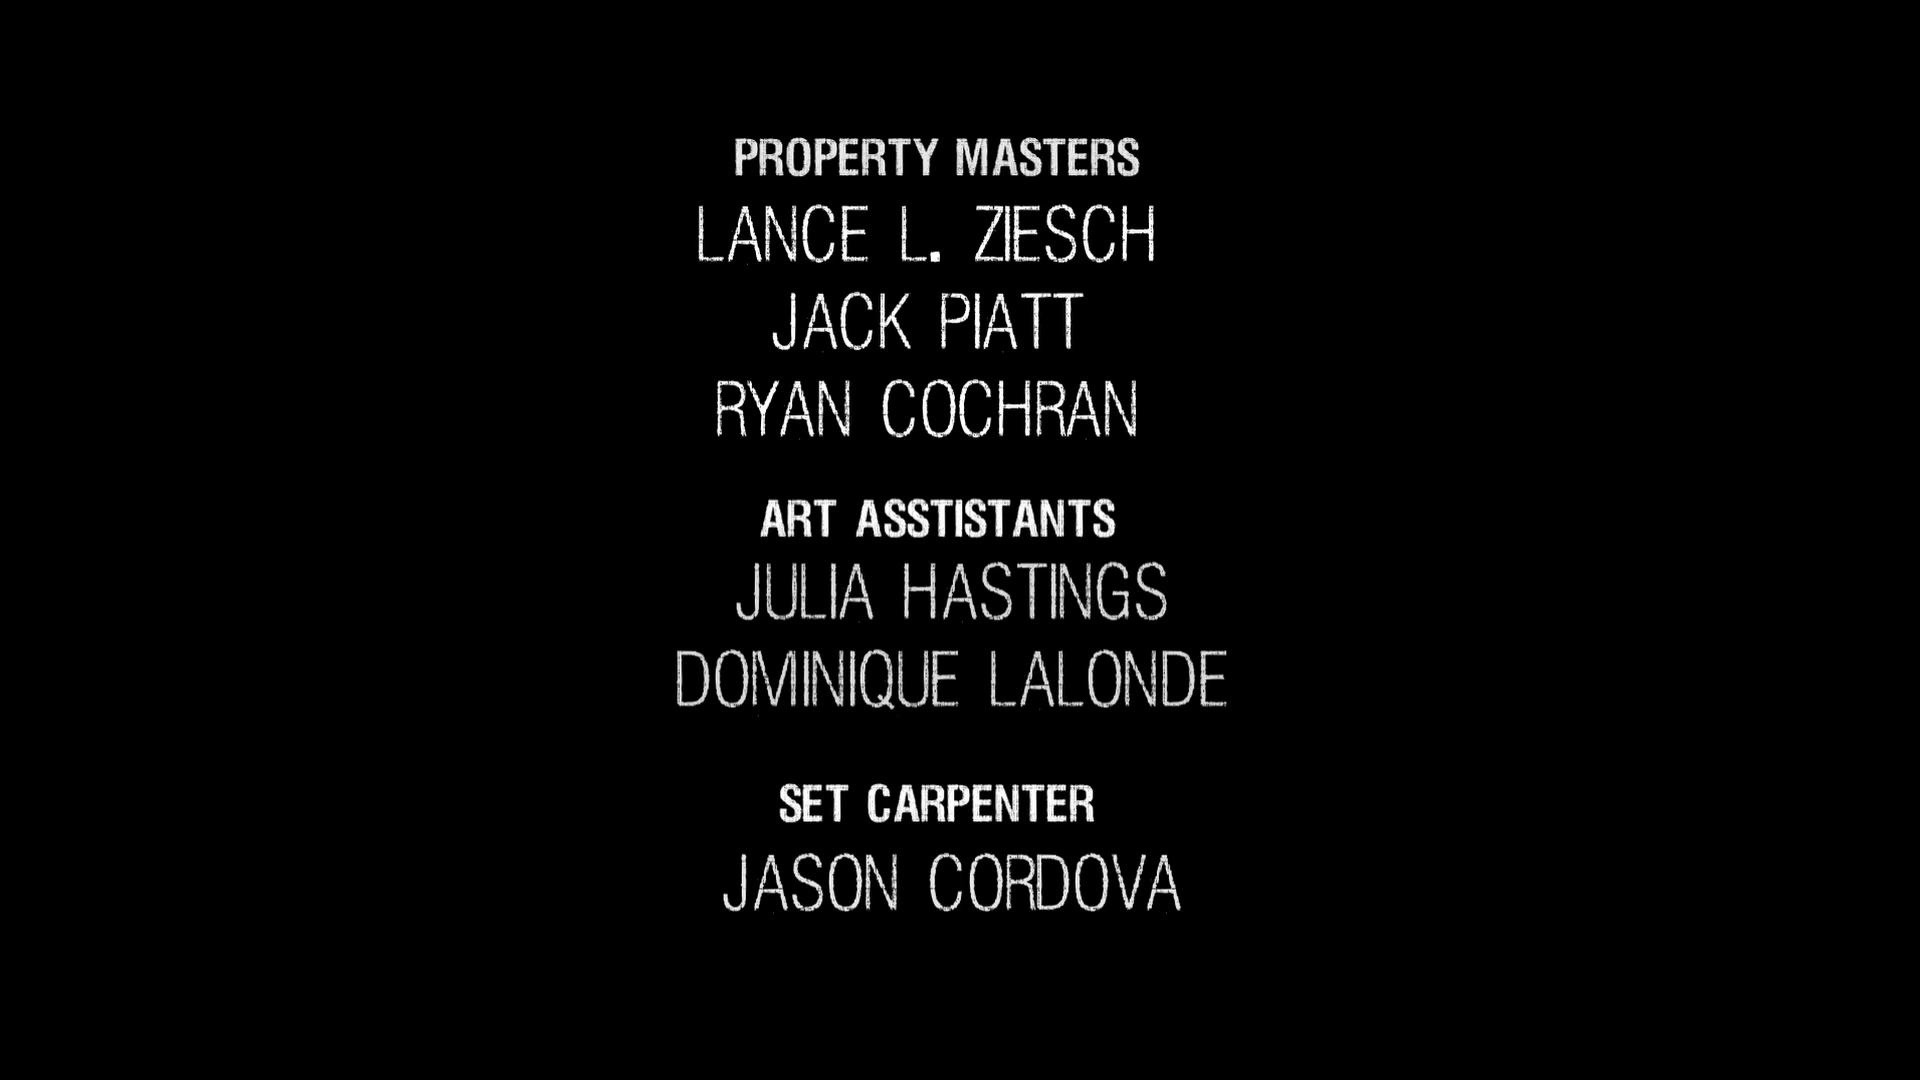 PROPERTY MASTERS
LANCE L. ZIESCH
JACK PIATT
RYAN COCHRAN
ART ASSTISTANTS
JULIA HASTINGS
DOMINIQUE LALONDE
SET CARPENTER
JASON CORDOVA